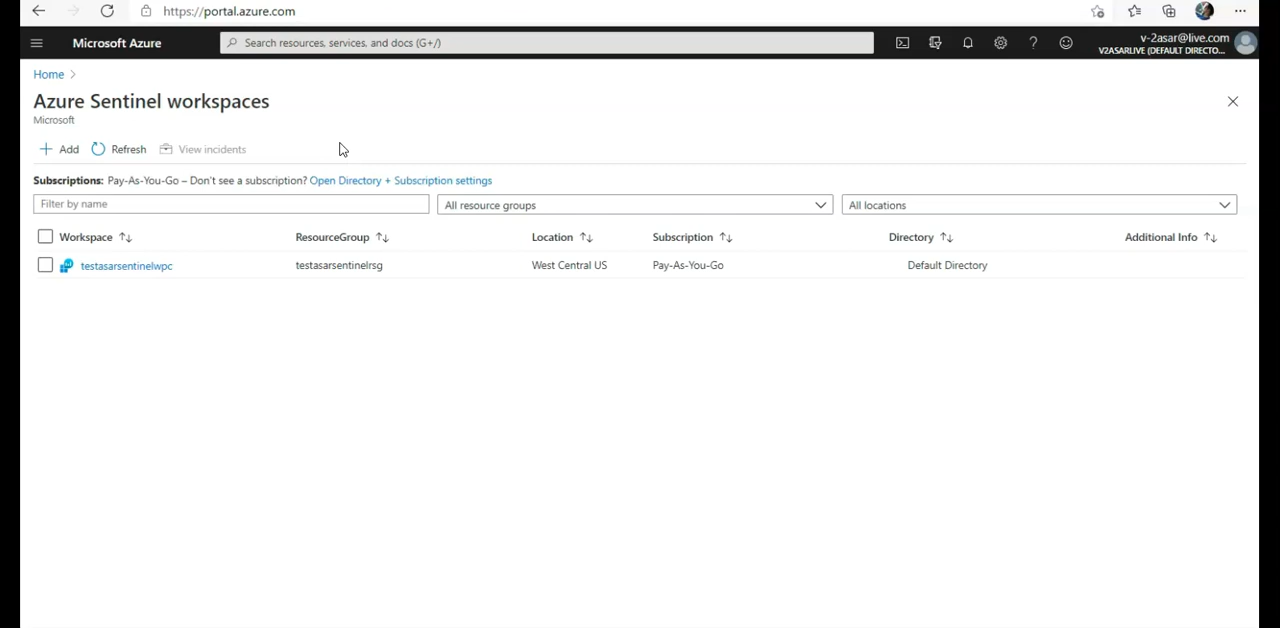 https://portal.azure.com
Microsoft Azure
Search resources, services, and docs (G+/)
v-2asar@live.com
V2ASARLIVE (DEFAULT DIRECTO...
Home
Azure Sentinel workspaces
Microsoft
Add Refresh View incidents
Subscriptions: Pay-As-You-Go – Don't see a subscription? Open Directory + Subscription settings
Filter by name All resource groups All locations
Workspace ResourceGroup Location Subscription Directory Additional Info
testasarsentinelwpc testasarsentinelrsg West Central US Pay-As-You-Go Default Directory